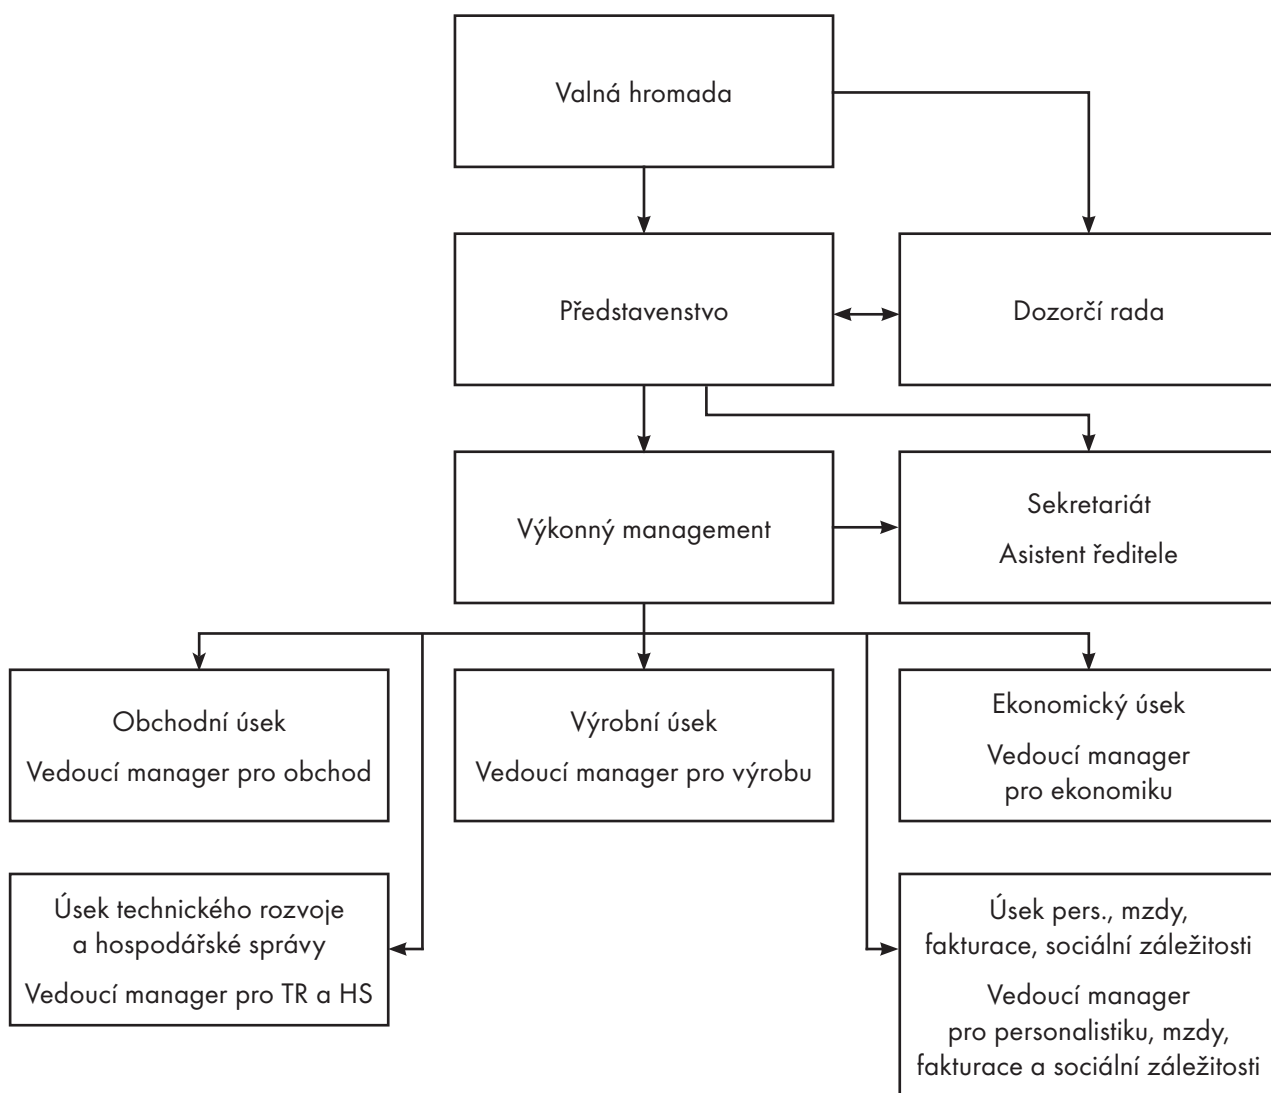 Valná hromada
Představenstvo
Dozorčí rada
Výkonný management
Sekretariát
Asistent ředitele
Obchodní úsek
Vedoucí manager pro obchod
Výrobní úsek
Vedoucí manager pro výrobu
Ekonomický úsek
Vedoucí manager
pro ekonomiku
Úsek technického rozvoje
a hospodářské správy
Vedoucí manager pro TR a HS
Úsek pers., mzdy,
fakturace, sociální záležitosti
Vedoucí manager
pro personalistiku, mzdy,
fakturace a sociální záležitosti